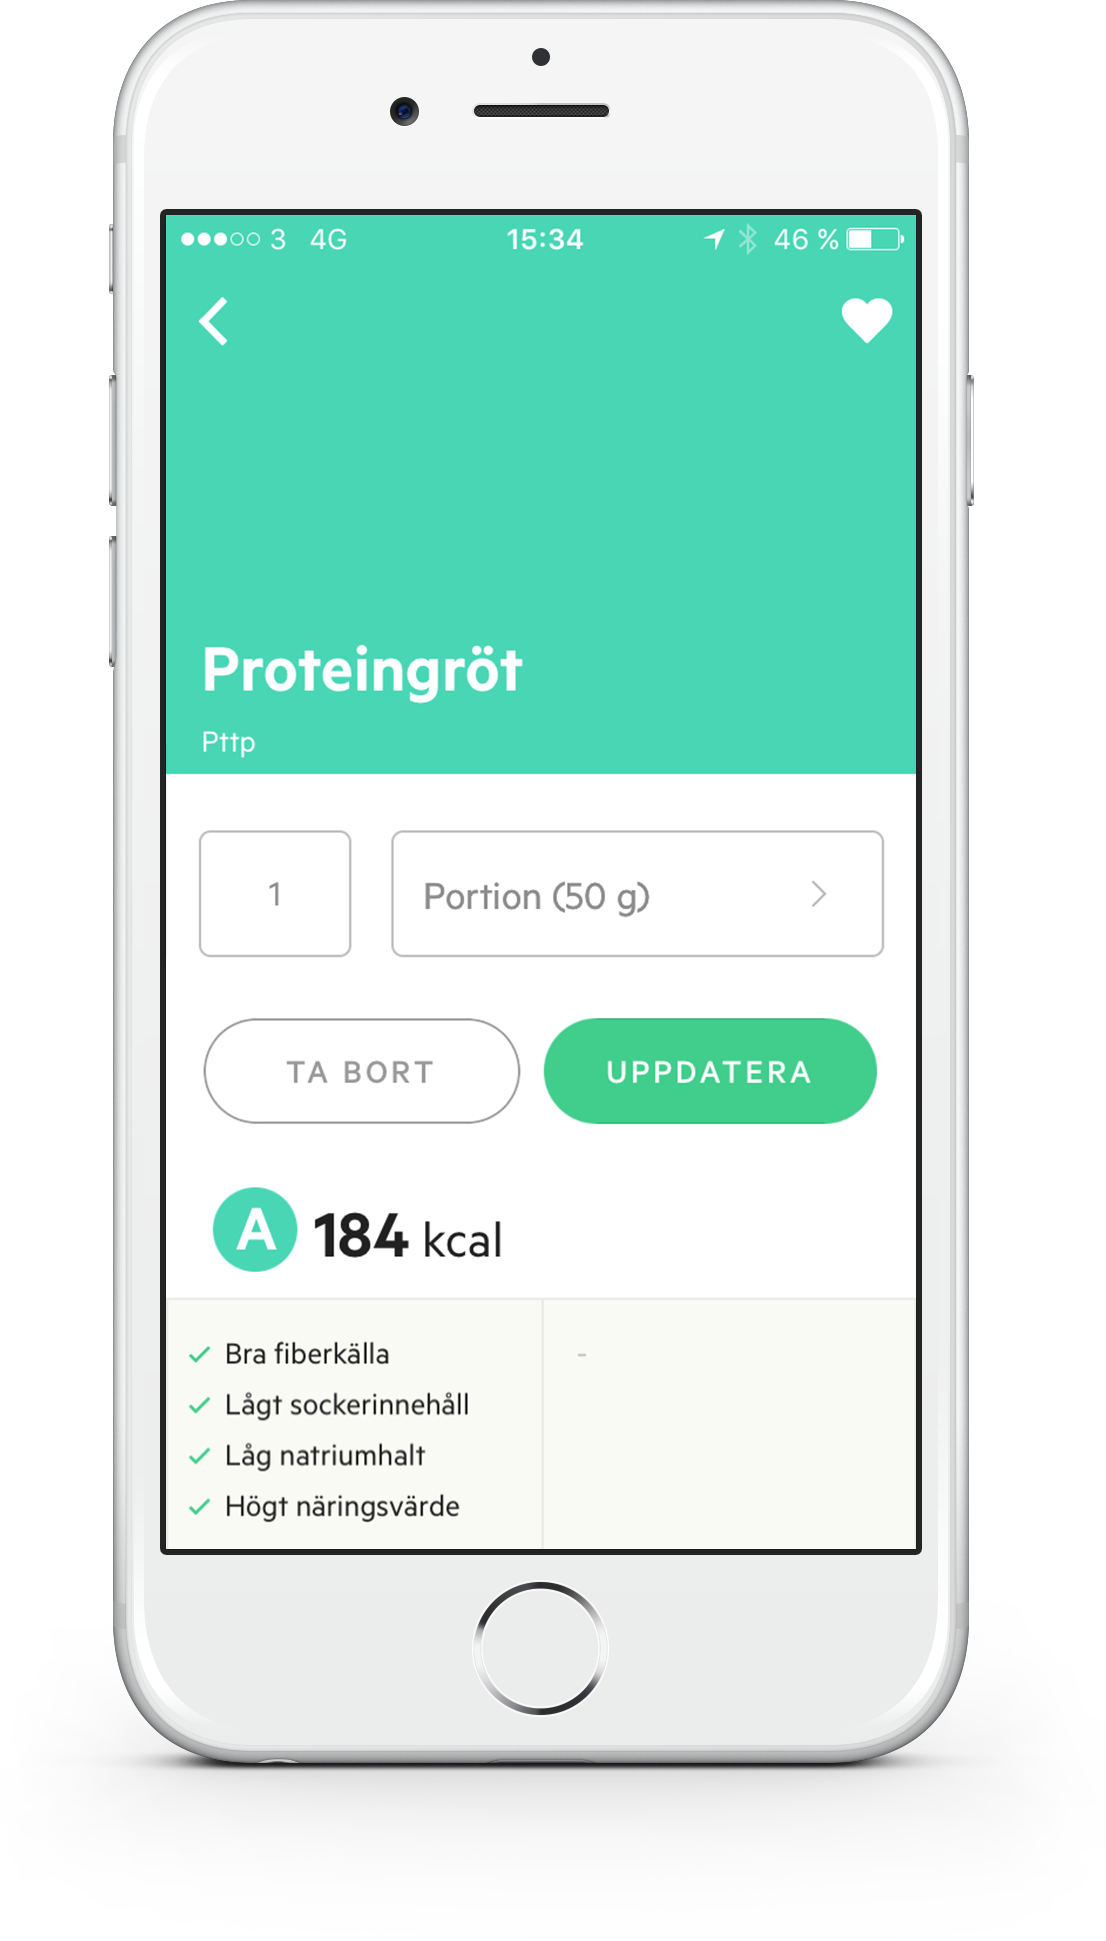 3 4G 15:34 46 %
Proteingröt
Pttp
1 Portion (50 g)
TA BORT UPPDATERA
A 184 kcal
Bra fiberkälla -
Lågt sockerinnehåll
Låg natriumhalt
Högt näringsvärde